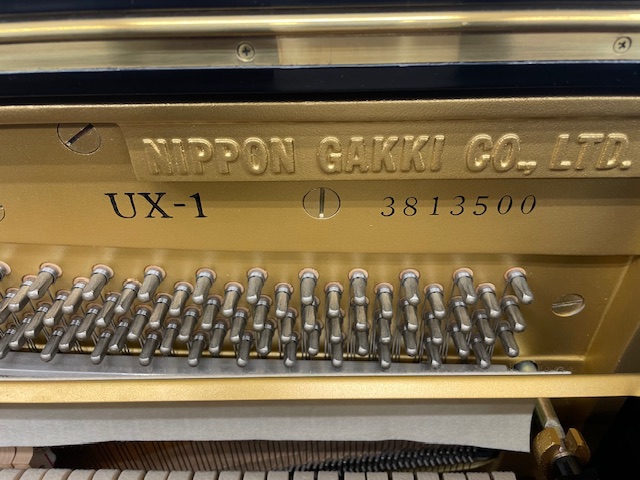 NIPPON GAKKI CO., LTD.
UX-1 3813500